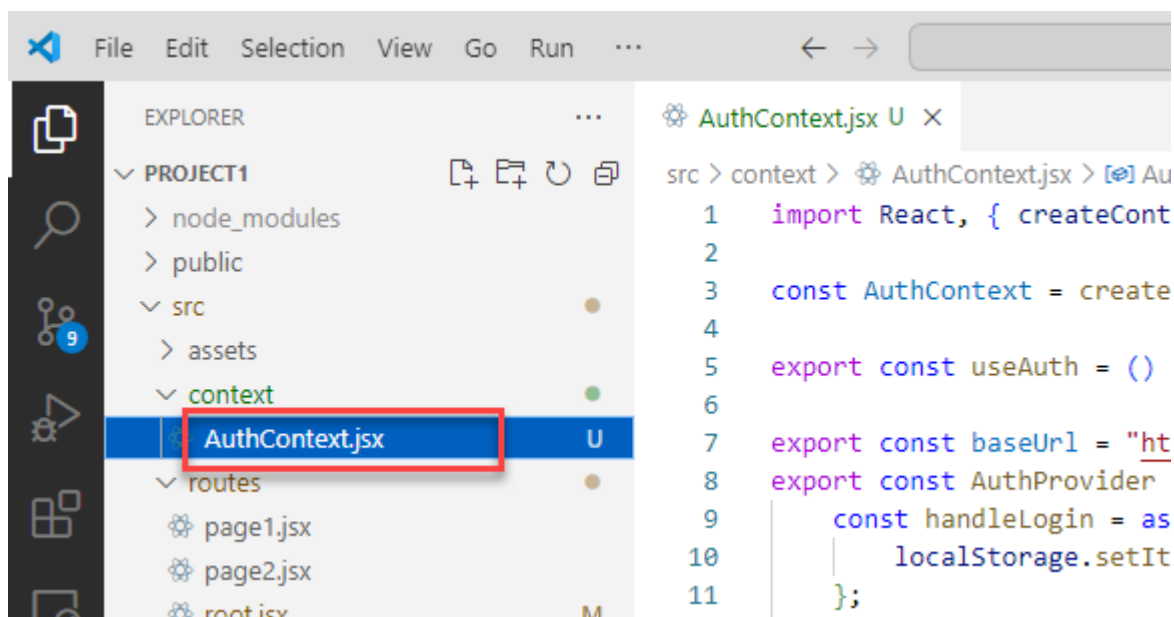 File Edit Selection View Go Run ...
EXPLORER ...
PROJECT1
node_modules
public
src
assets
context
AuthContext.jsx U
routes
page1.jsx
page2.jsx
root.jsx M
9
AuthContext.jsx U
src > context > AuthContext.jsx > Au
1 import React, { createCont
2
3 const AuthContext = create
4
5 export const useAuth = ()
6
7 export const baseUrl = "ht
8 export const AuthProvider
9 const handleLogin = as
10 localStorage.setIt
11 };